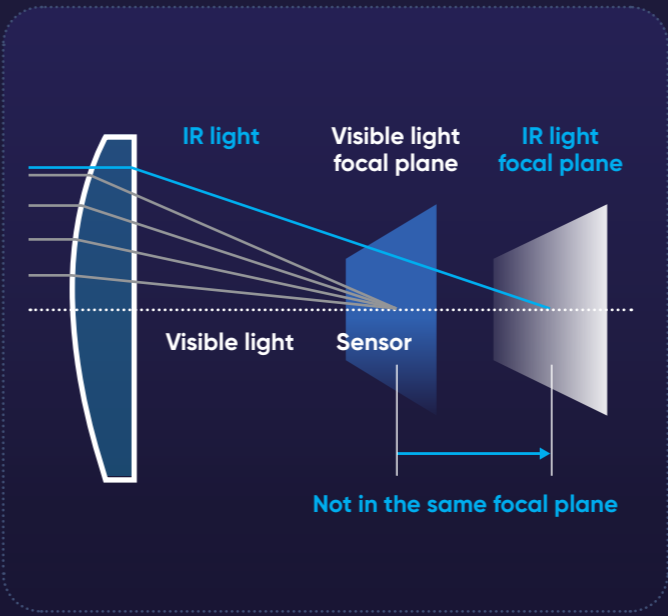 IR light
Visible light
focal plane
IR light
focal plane
Visible light
Sensor
Not in the same focal plane